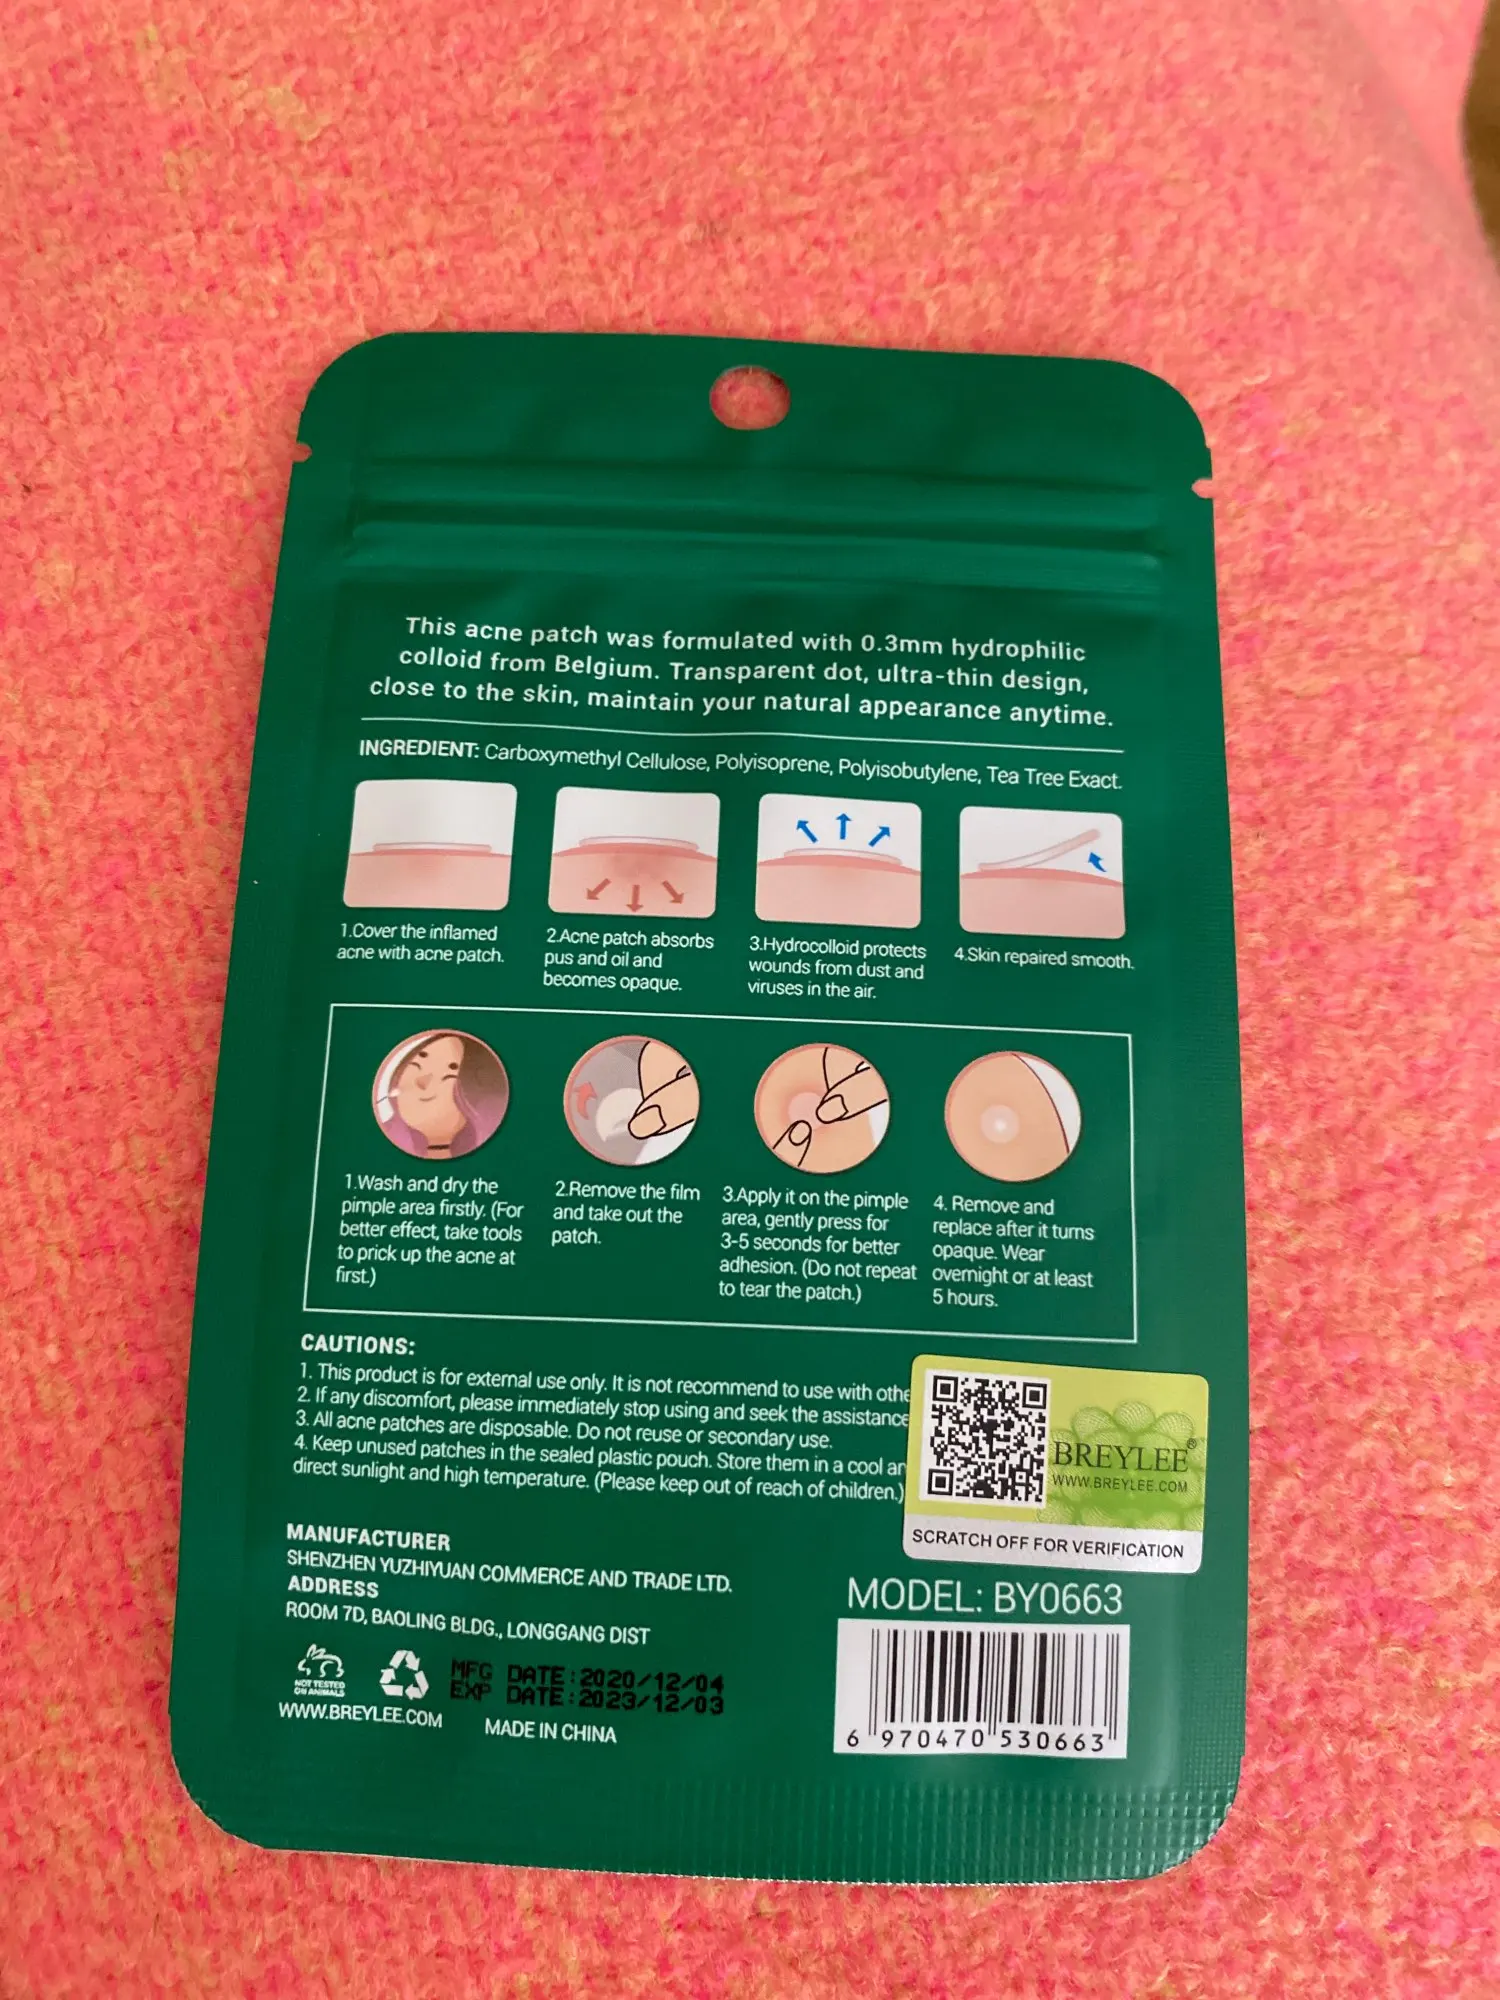 This acne patch was formulated with 0.3mm hydrophilic
colloid from Belgium. Transparent dot, ultra-thin design,
close to the skin, maintain your natural appearance anytime.
INGREDIENT: Carboxymethyl Cellulose, Polyisoprene, Polyisobutylene, Tea Tree Exact.
1.Cover the inflamed
acne with acne patch.
2.Acne patch absorbs
pus and oil and
becomes opaque.
3.Hydrocolloid protects
wounds from dust and
viruses in the air.
4.Skin repaired smooth.
1.Wash and dry the
pimple area firstly. (For
better effect, take tools
to prick up the acne at
first.)
2.Remove the film
and take out the
patch.
3.Apply it on the pimple
area, gently press for
3-5 seconds for better
adhesion. (Do not repeat
to tear the patch.)
4. Remove and
replace after it turns
opaque. Wear
overnight or at least
5 hours.
CAUTIONS:
1. This product is for external use only. It is not recommend to use with othe
2. If any discomfort, please immediately stop using and seek the assistance
3. All acne patches are disposable. Do not reuse or secondary use.
4. Keep unused patches in the sealed plastic pouch. Store them in a cool an
direct sunlight and high temperature. (Please keep out of reach of children.)
BREYLEE®
WWW.BREYLEE.COM
SCRATCH OFF FOR VERIFICATION
MANUFACTURER
SHENZHEN YUZHIYUAN COMMERCE AND TRADE LTD.
ADDRESS
ROOM 7D, BAOLING BLDG., LONGGANG DIST
NOT TESTED
ON ANIMALS
MFG DATE:2020/12/04
EXP DATE:2023/12/03
WWW.BREYLEE.COM
MADE IN CHINA
MODEL: BY0663
6 970470 530663